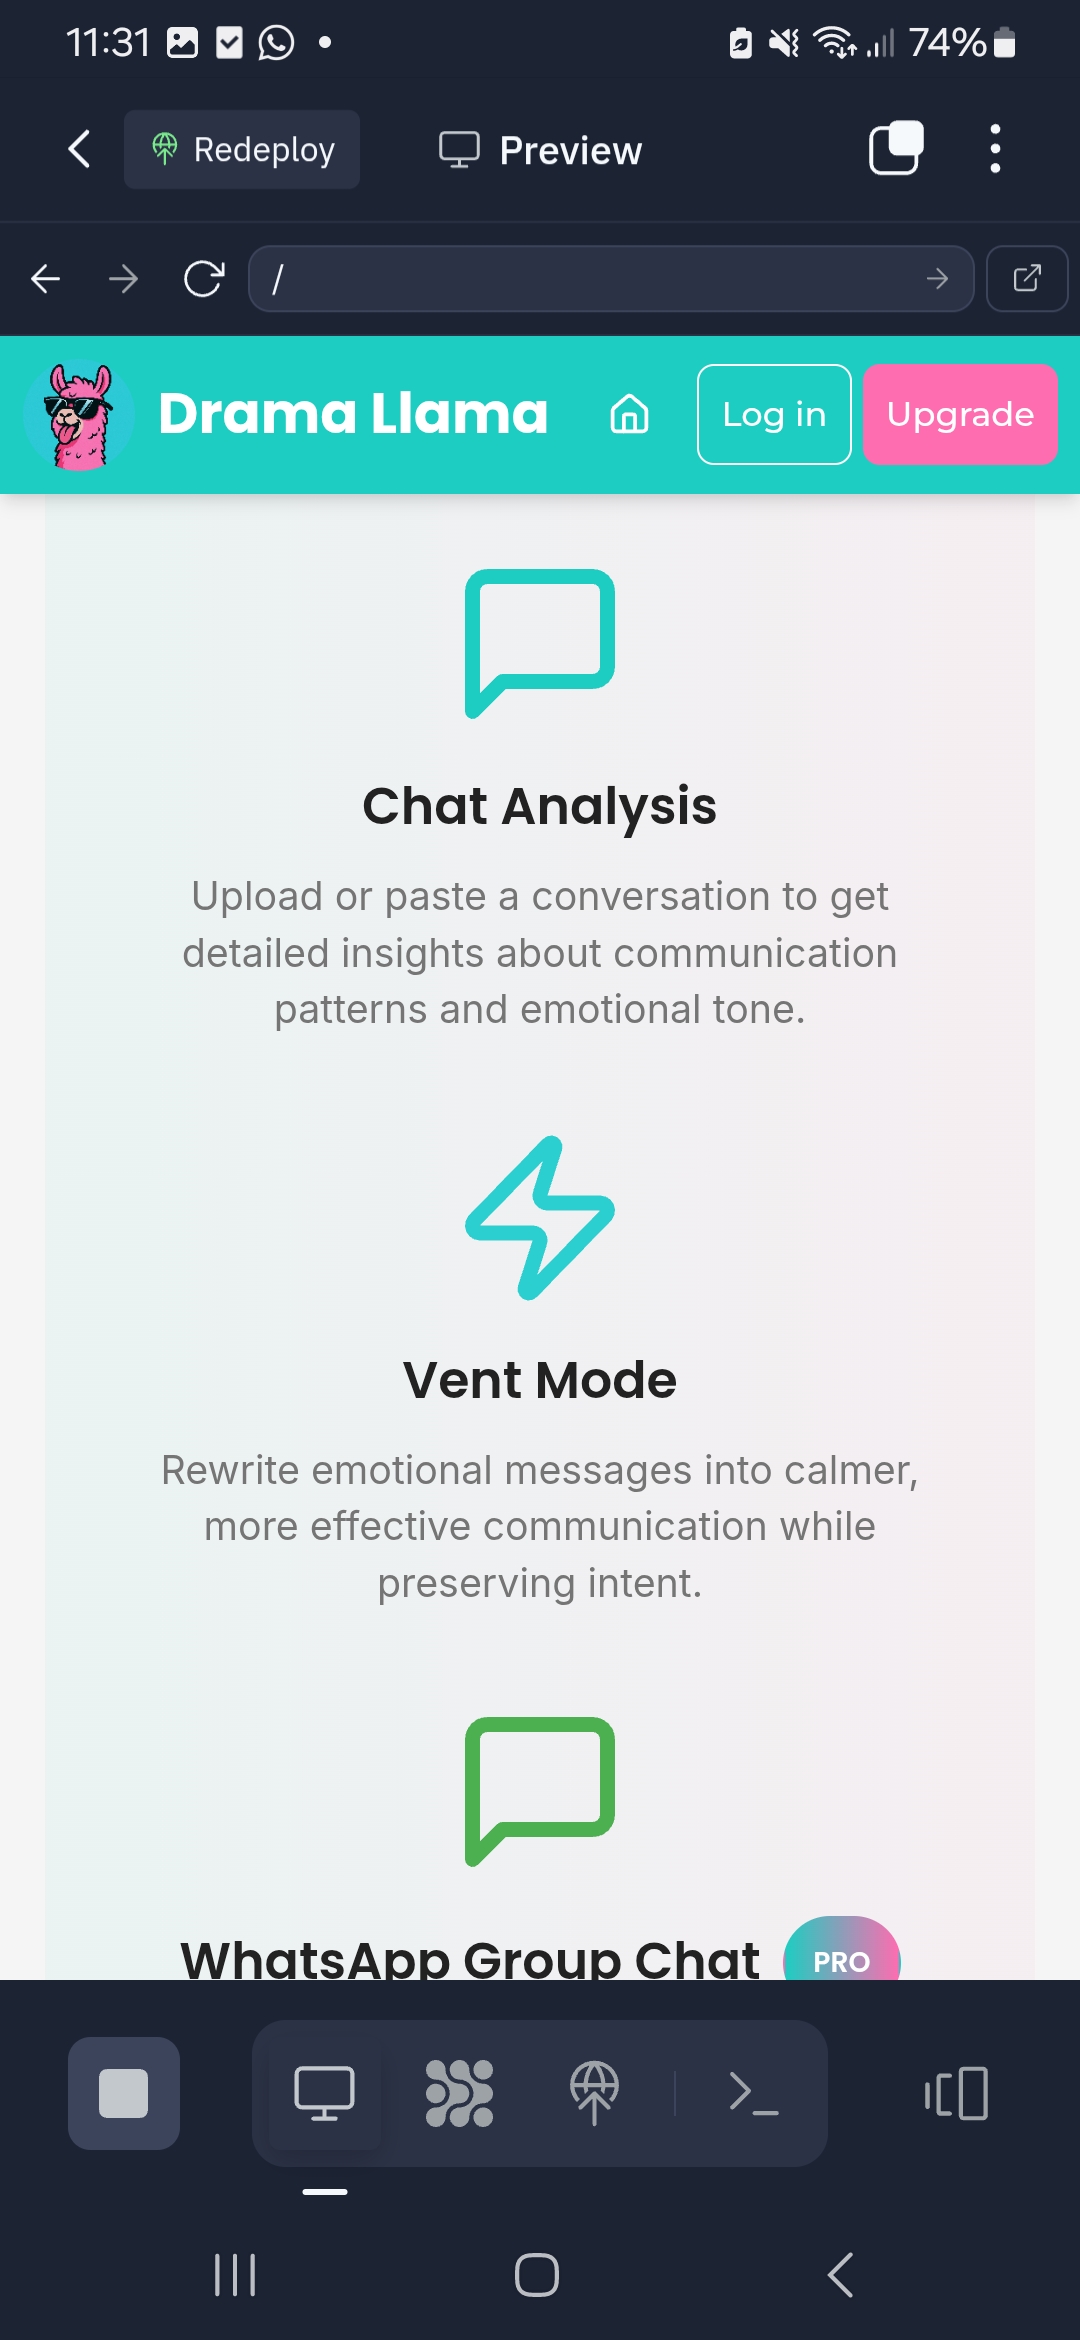 11:31
74%
Redeploy
Preview
/
Drama Llama
Log in
Upgrade
Chat Analysis
Upload or paste a conversation to get
detailed insights about communication
patterns and emotional tone.
Vent Mode
Rewrite emotional messages into calmer,
more effective communication while
preserving intent.
WhatsApp Group Chat
PRO